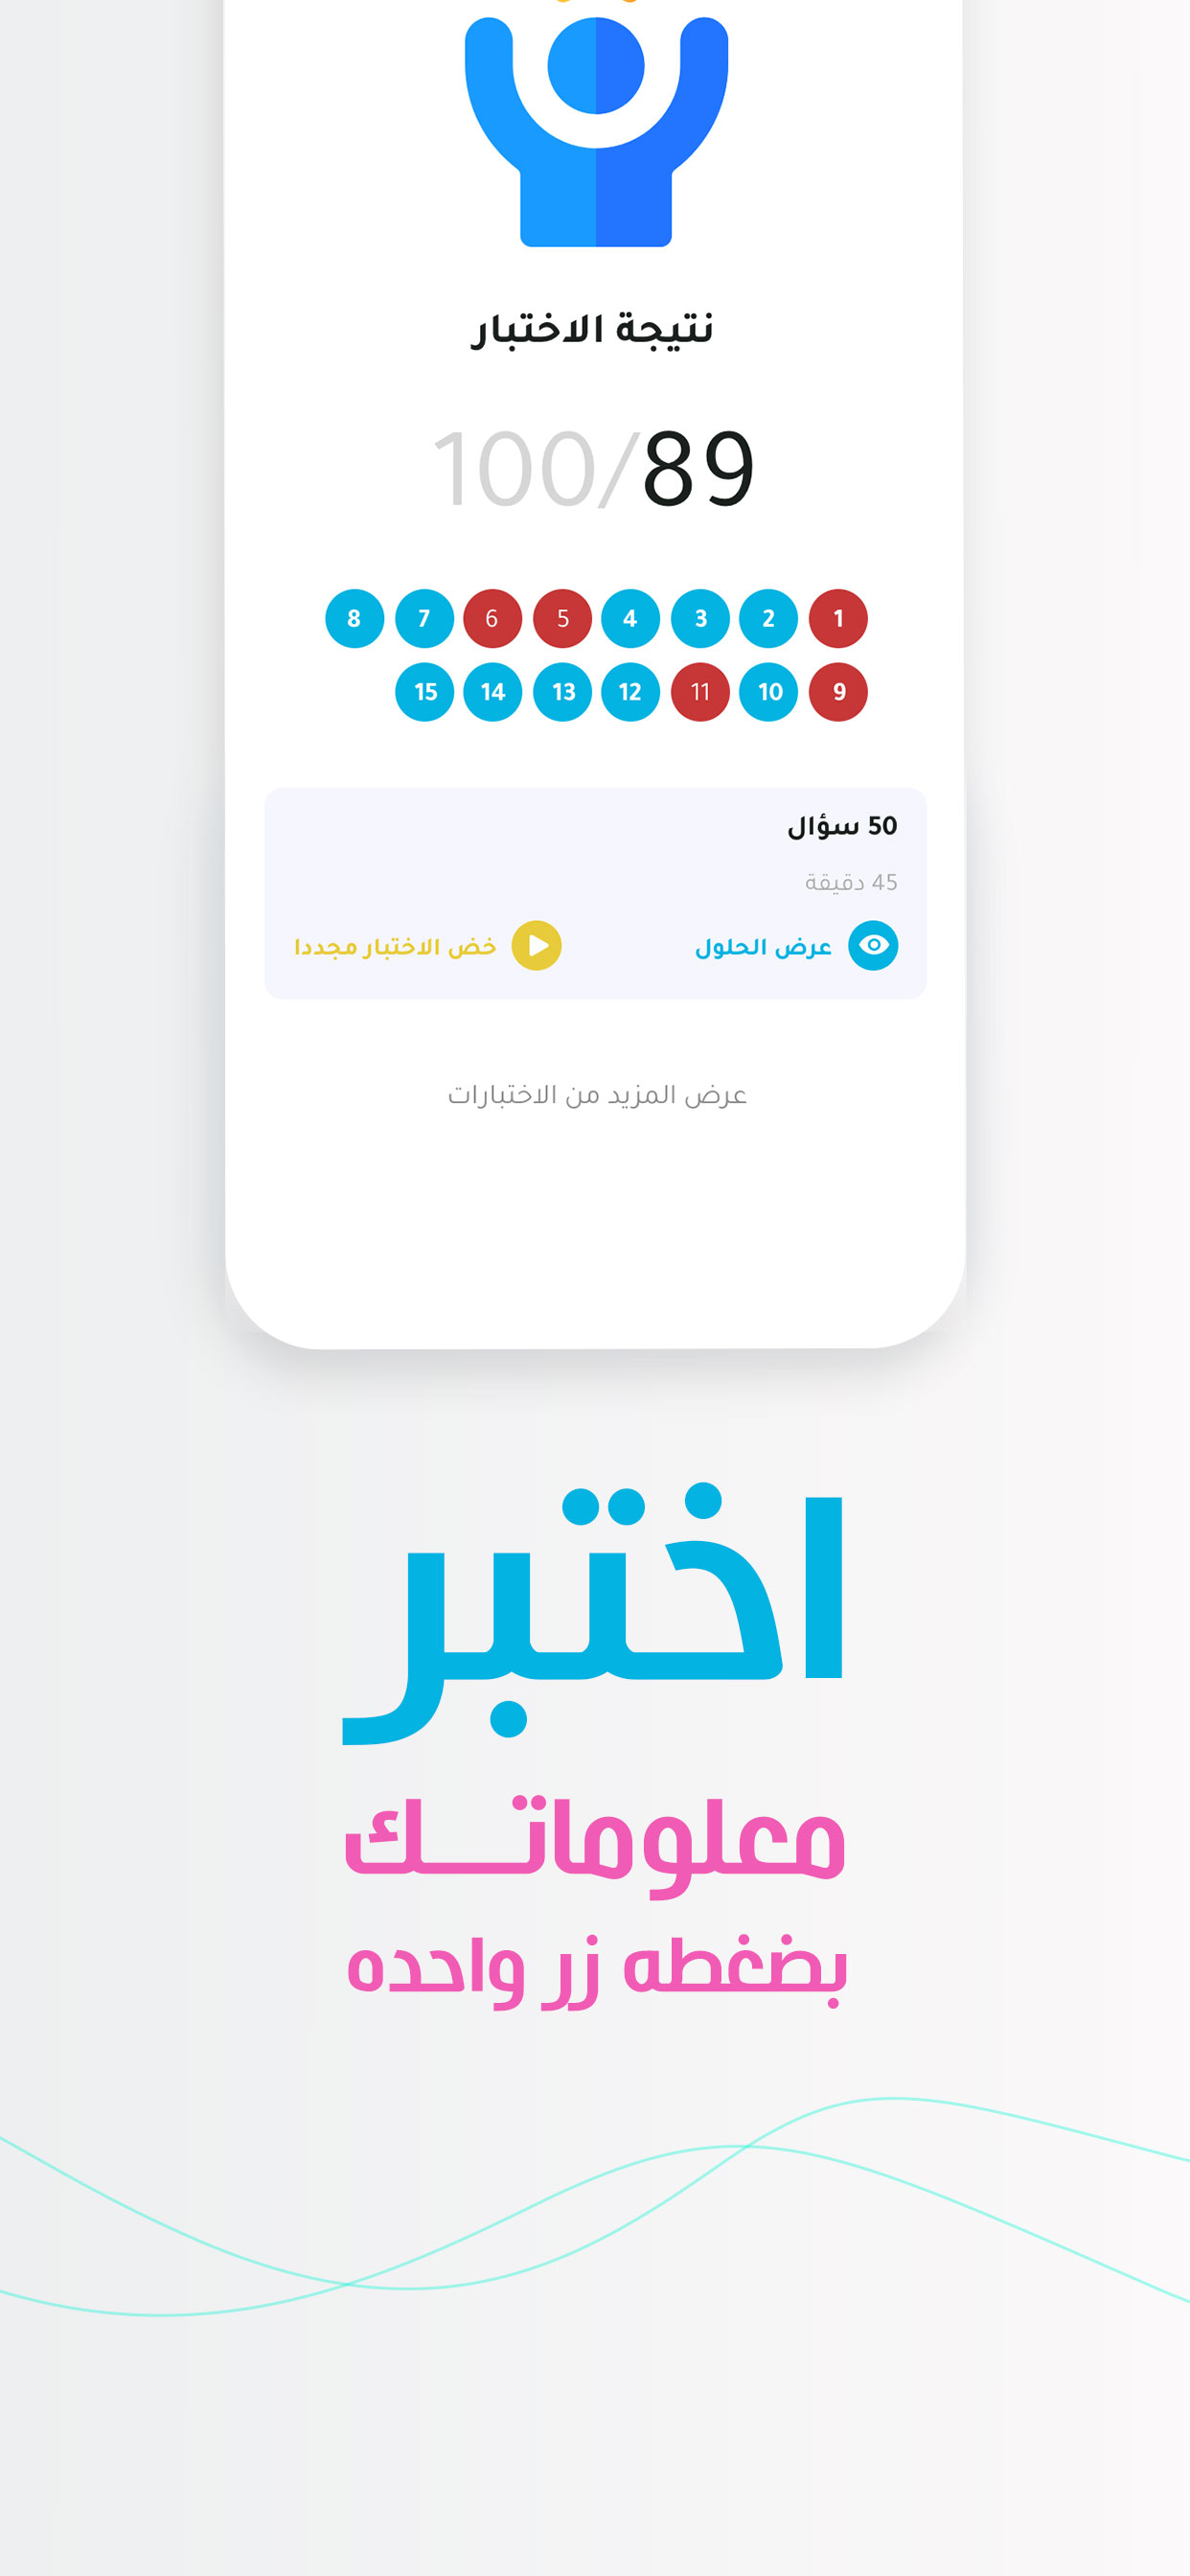 نتيجة الاختبار
100/89
1 2 3 4 5 6 7 8
9 10 11 12 13 14 15
50 سؤال
45 دقيقة
عرض الحلول
خض الاختبار مجددا
عرض المزيد من الاختبارات
اختبر
معلوماتـــك
بضغطه زر واحده